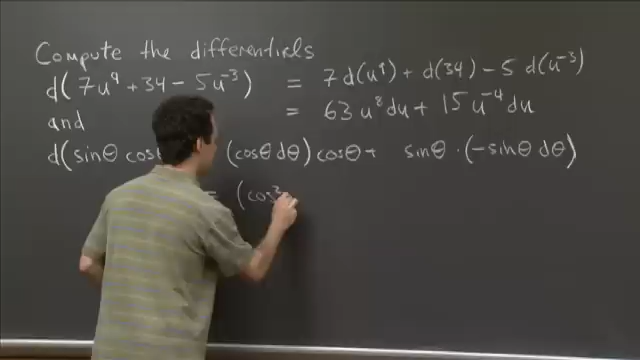 Compute the differentials
d(7u⁹ + 34 − 5u⁻³) = 7 d(u⁹) + d(34) − 5 d(u⁻³)
and = 63 u⁸ du + 15 u⁻⁴ du
d(sinθ cos (cosθ dθ) cosθ + sinθ · (−sinθ dθ)
= (cos²